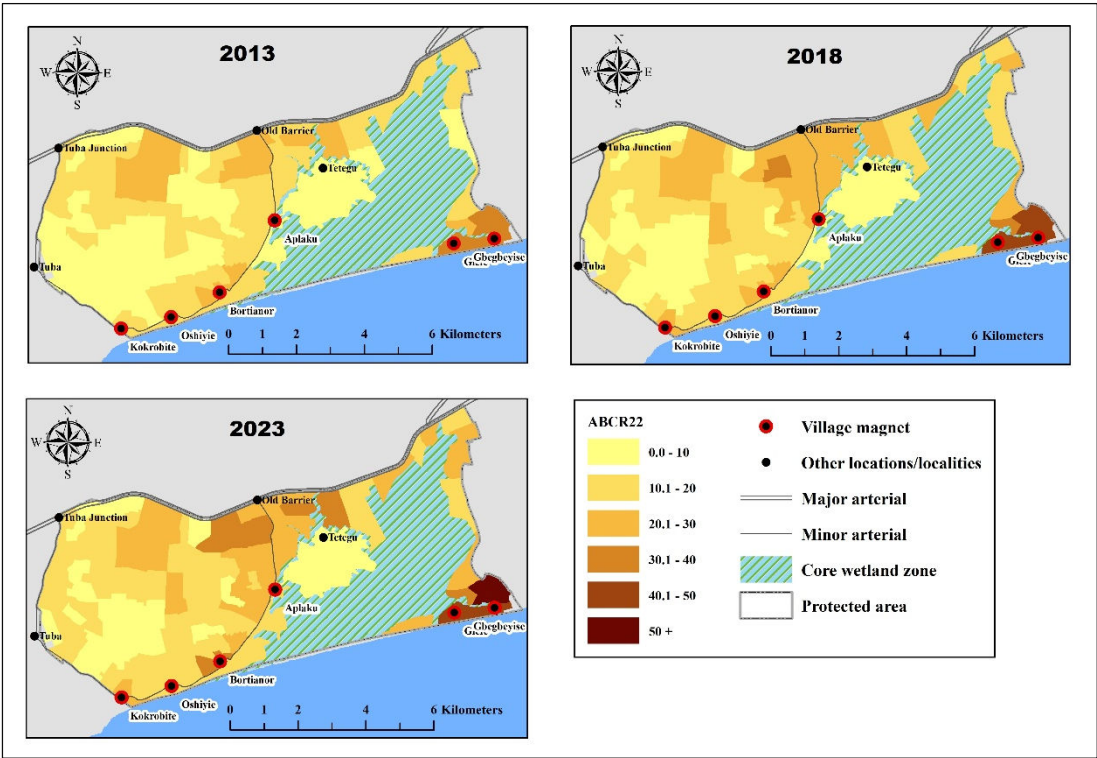 2013
N
W E
S
Old Barrier
Tuba Junction
Tetegu
Aplaku
Tuba
Gbegbeyise
Bortianor
Oshiyie
Kokrobite
0 1 2 4 6 Kilometers
2018
N
W E
S
Old Barrier
Tuba Junction
Tetegu
Aplaku
Tuba
Gbegbeyise
Bortianor
Oshiyie
Kokrobite
0 1 2 4 6 Kilometers
2023
N
W E
S
Old Barrier
Tuba Junction
Tetegu
Aplaku
Tuba
Gbegbeyise
Bortianor
Oshiyie
Kokrobite
0 1 2 4 6 Kilometers
ABCR22
0.0 - 10
10.1 - 20
20.1 - 30
30.1 - 40
40.1 - 50
50 +
Village magnet
Other locations/localities
Major arterial
Minor arterial
Core wetland zone
Protected area